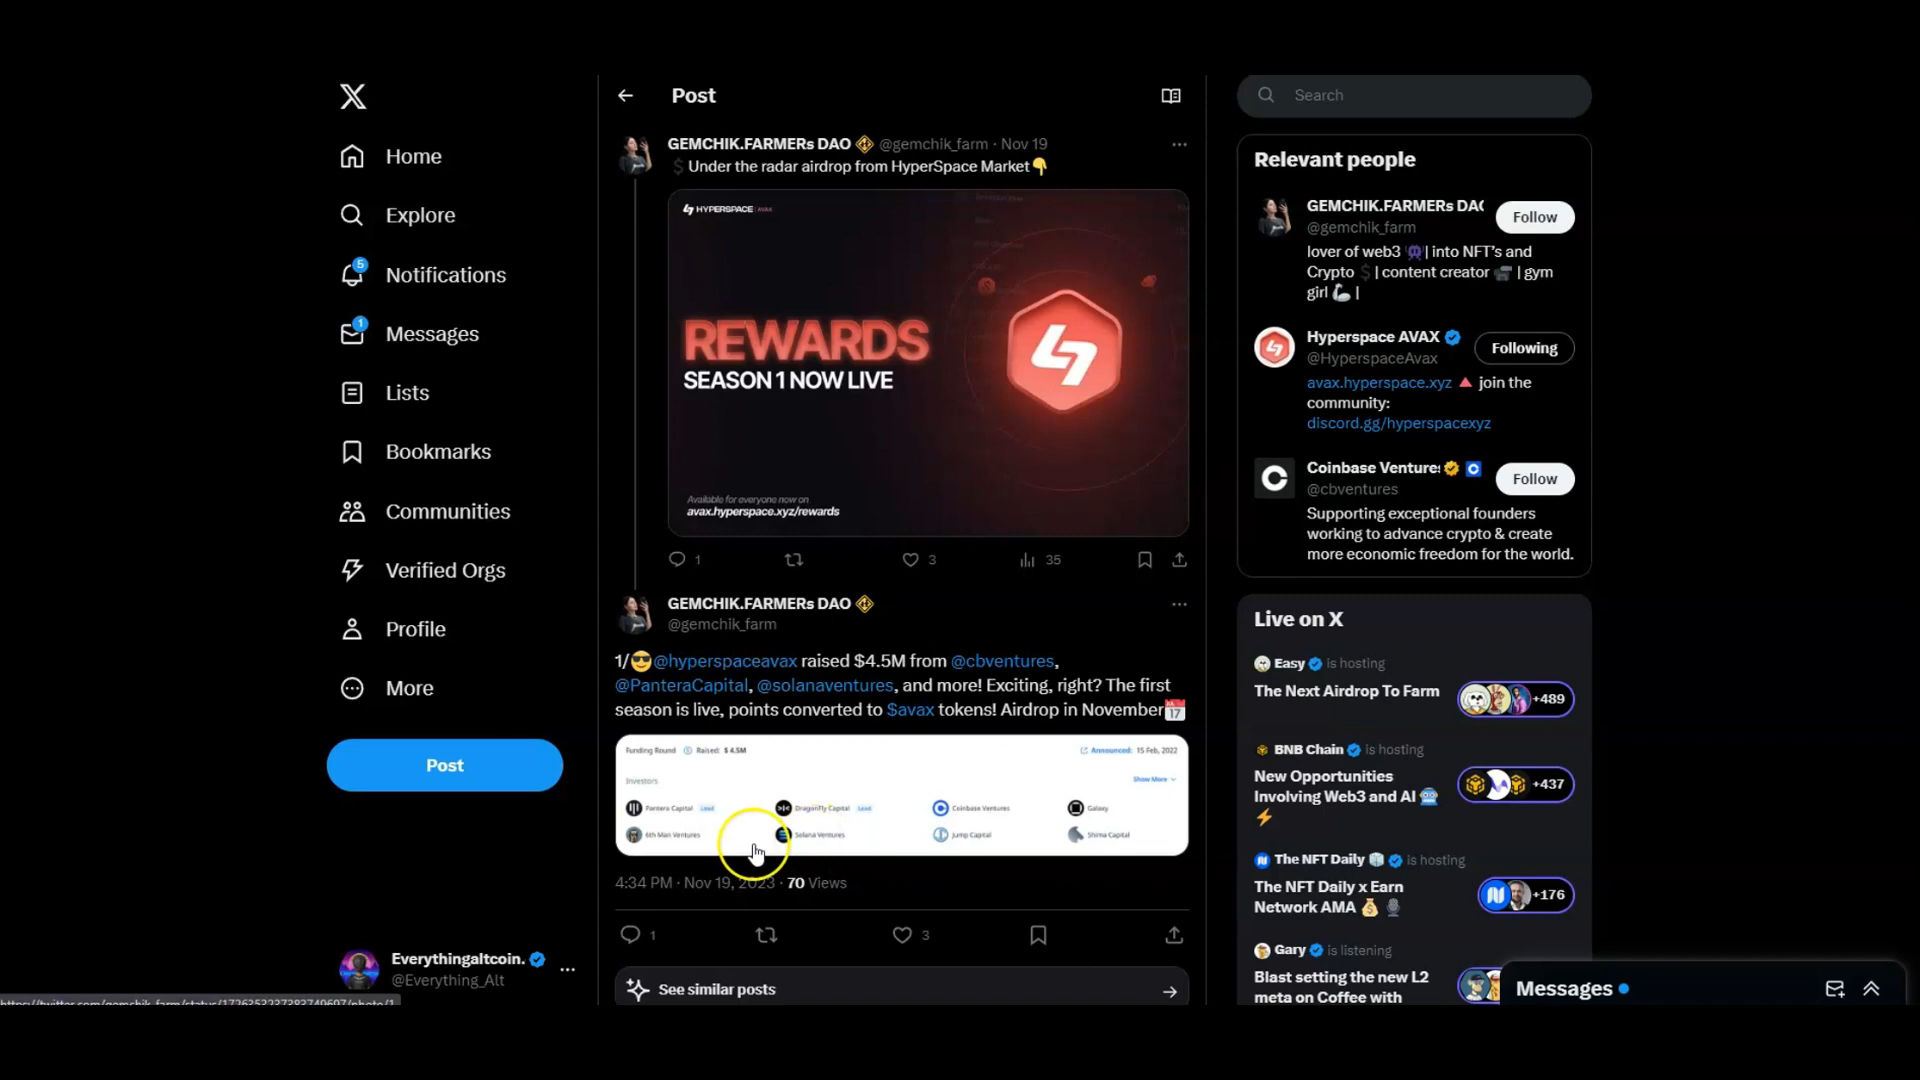 Home
Explore
5
Notifications
1
Messages
Lists
Bookmarks
Communities
Verified Orgs
Profile
More
Post
Everythingaltcoin.
@Everything_Alt
https://twitter.com/gemchik_farm/status/1726353237383749697/photo/1
Post
GEMCHIK.FARMERs DAO @gemchik_farm · Nov 19
Under the radar airdrop from HyperSpace Market
HYPERSPACE AVAX
REWARDS
SEASON 1 NOW LIVE
Available for everyone now on
avax.hyperspace.xyz/rewards
1
3
35
GEMCHIK.FARMERs DAO
@gemchik_farm
1/😎@hyperspaceavax raised $4.5M from @cbventures,
@PanteraCapital, @solanaventures, and more! Exciting, right? The first
season is live, points converted to $avax tokens! Airdrop in November📅
Funding Round Raised: $ 4.5M
Announced: 15 Feb, 2022
Investors
Show More
Pantera Capital Lead
DragonFly Capital Lead
Coinbase Ventures
Galaxy
6th Man Ventures
Solana Ventures
Jump Capital
Shima Capital
4:34 PM · Nov 19, 2023 · 70 Views
1
3
See similar posts
Search
Relevant people
GEMCHIK.FARMERs DAO
@gemchik_farm
Follow
lover of web3 👾| into NFT's and
Crypto 💲| content creator 📹 | gym
girl 💪 |
Hyperspace AVAX
@HyperspaceAvax
Following
avax.hyperspace.xyz 🔺 join the
community:
discord.gg/hyperspacexyz
Coinbase Ventures
@cbventures
Follow
Supporting exceptional founders
working to advance crypto & create
more economic freedom for the world.
Live on X
Easy is hosting
The Next Airdrop To Farm
+489
BNB Chain is hosting
New Opportunities
Involving Web3 and AI 🤖
⚡
+437
The NFT Daily is hosting
The NFT Daily x Earn
Network AMA 💰🎙
+176
Gary is listening
Blast setting the new L2
meta on Coffee with
Messages